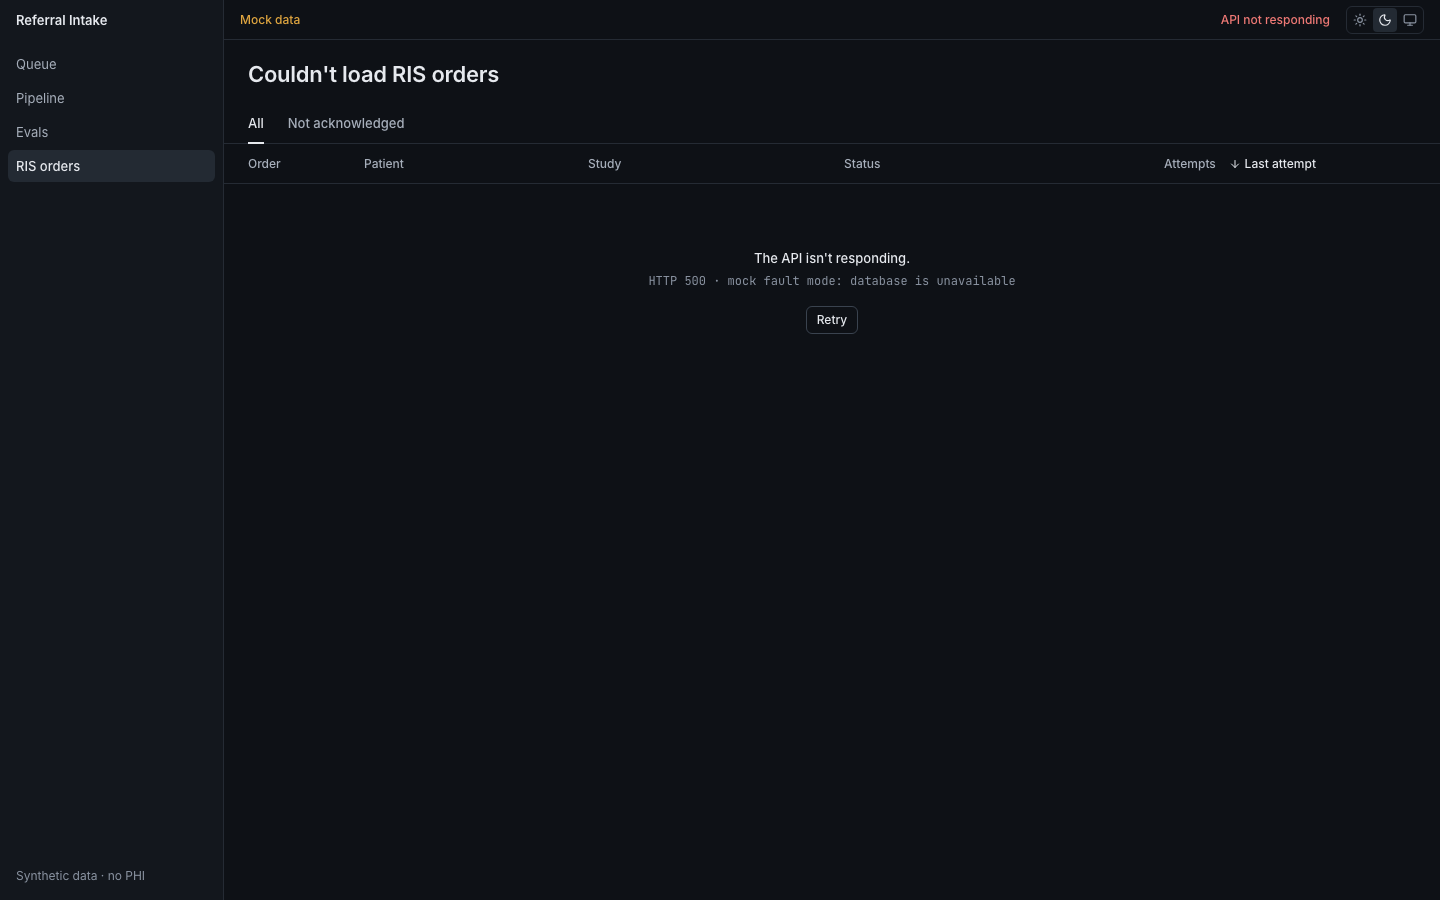 Referral Intake
Queue
Pipeline
Evals
RIS orders
Synthetic data · no PHI
Mock data
API not responding
Couldn't load RIS orders
All Not acknowledged
Order Patient Study Status Attempts ↓ Last attempt
The API isn't responding.
HTTP 500 · mock fault mode: database is unavailable
Retry